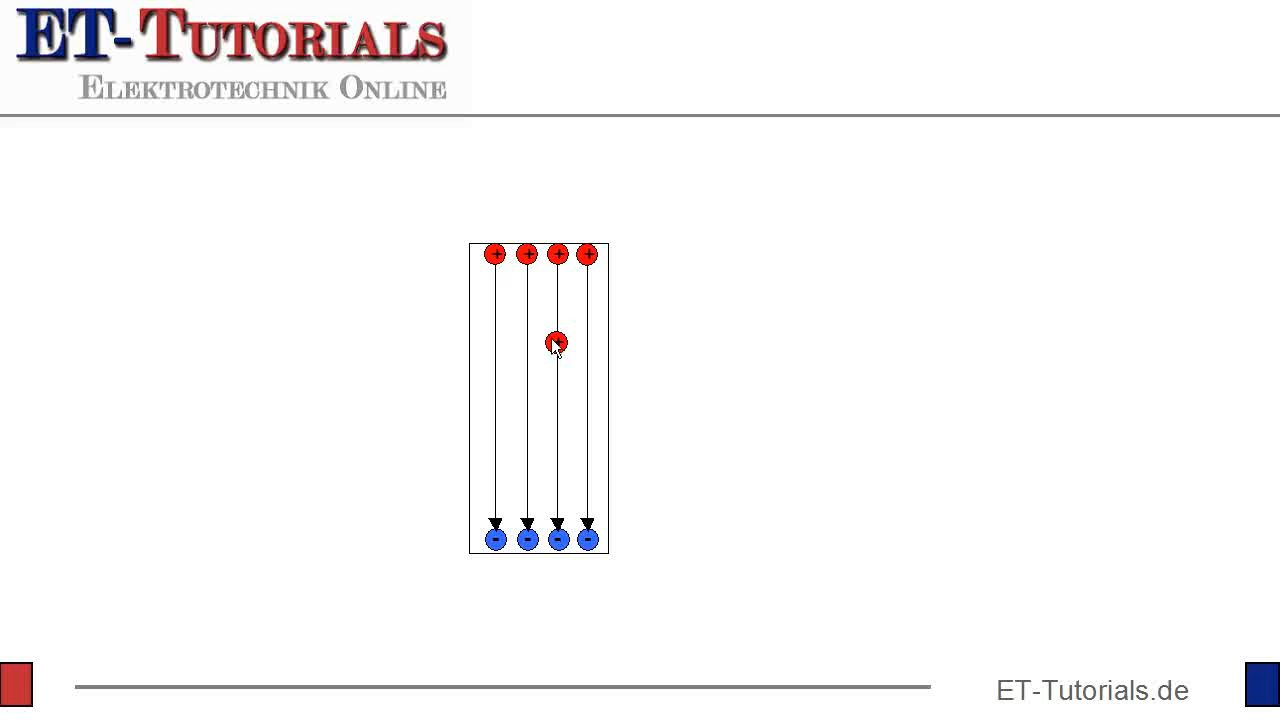 ET-TUTORIALS
ELEKTROTECHNIK ONLINE
+ + + +
+
- - - -
ET-Tutorials.de